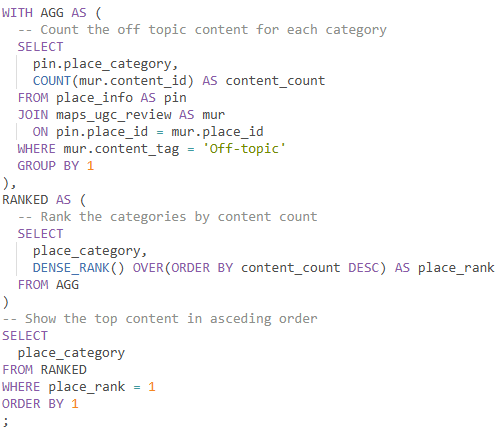 WITH AGG AS (
  -- Count the off topic content for each category
  SELECT
    pin.place_category,
    COUNT(mur.content_id) AS content_count
  FROM place_info AS pin
  JOIN maps_ugc_review AS mur
    ON pin.place_id = mur.place_id
  WHERE mur.content_tag = 'Off-topic'
  GROUP BY 1
),
RANKED AS (
  -- Rank the categories by content count
  SELECT
    place_category,
    DENSE_RANK() OVER(ORDER BY content_count DESC) AS place_rank
  FROM AGG
)
-- Show the top content in asceding order
SELECT
  place_category
FROM RANKED
WHERE place_rank = 1
ORDER BY 1
;